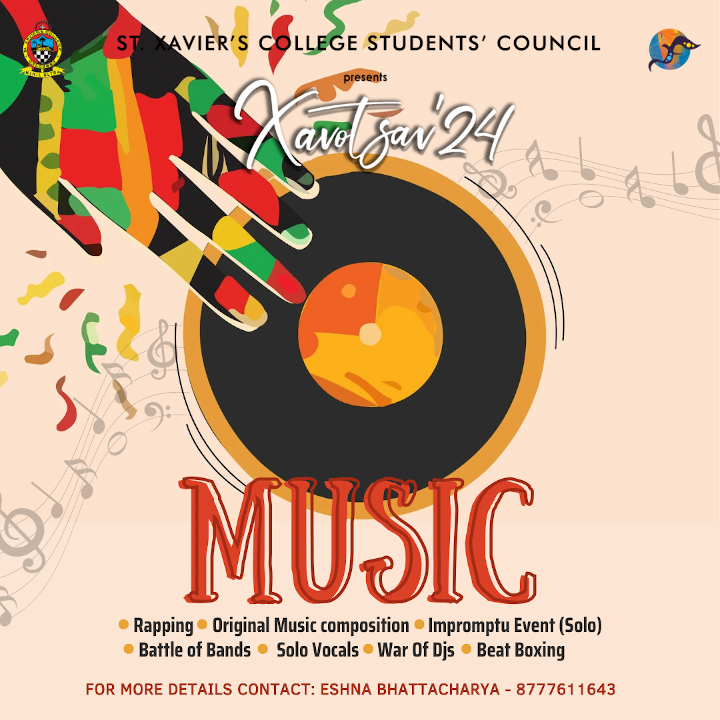 ST. XAVIER'S COLLEGE STUDENTS' COUNCIL
presents
Xavotsav'24
MUSIC
• Rapping • Original Music composition • Impromptu Event (Solo)
• Battle of Bands • Solo Vocals • War Of Djs • Beat Boxing
FOR MORE DETAILS CONTACT: ESHNA BHATTACHARYA - 8777611643